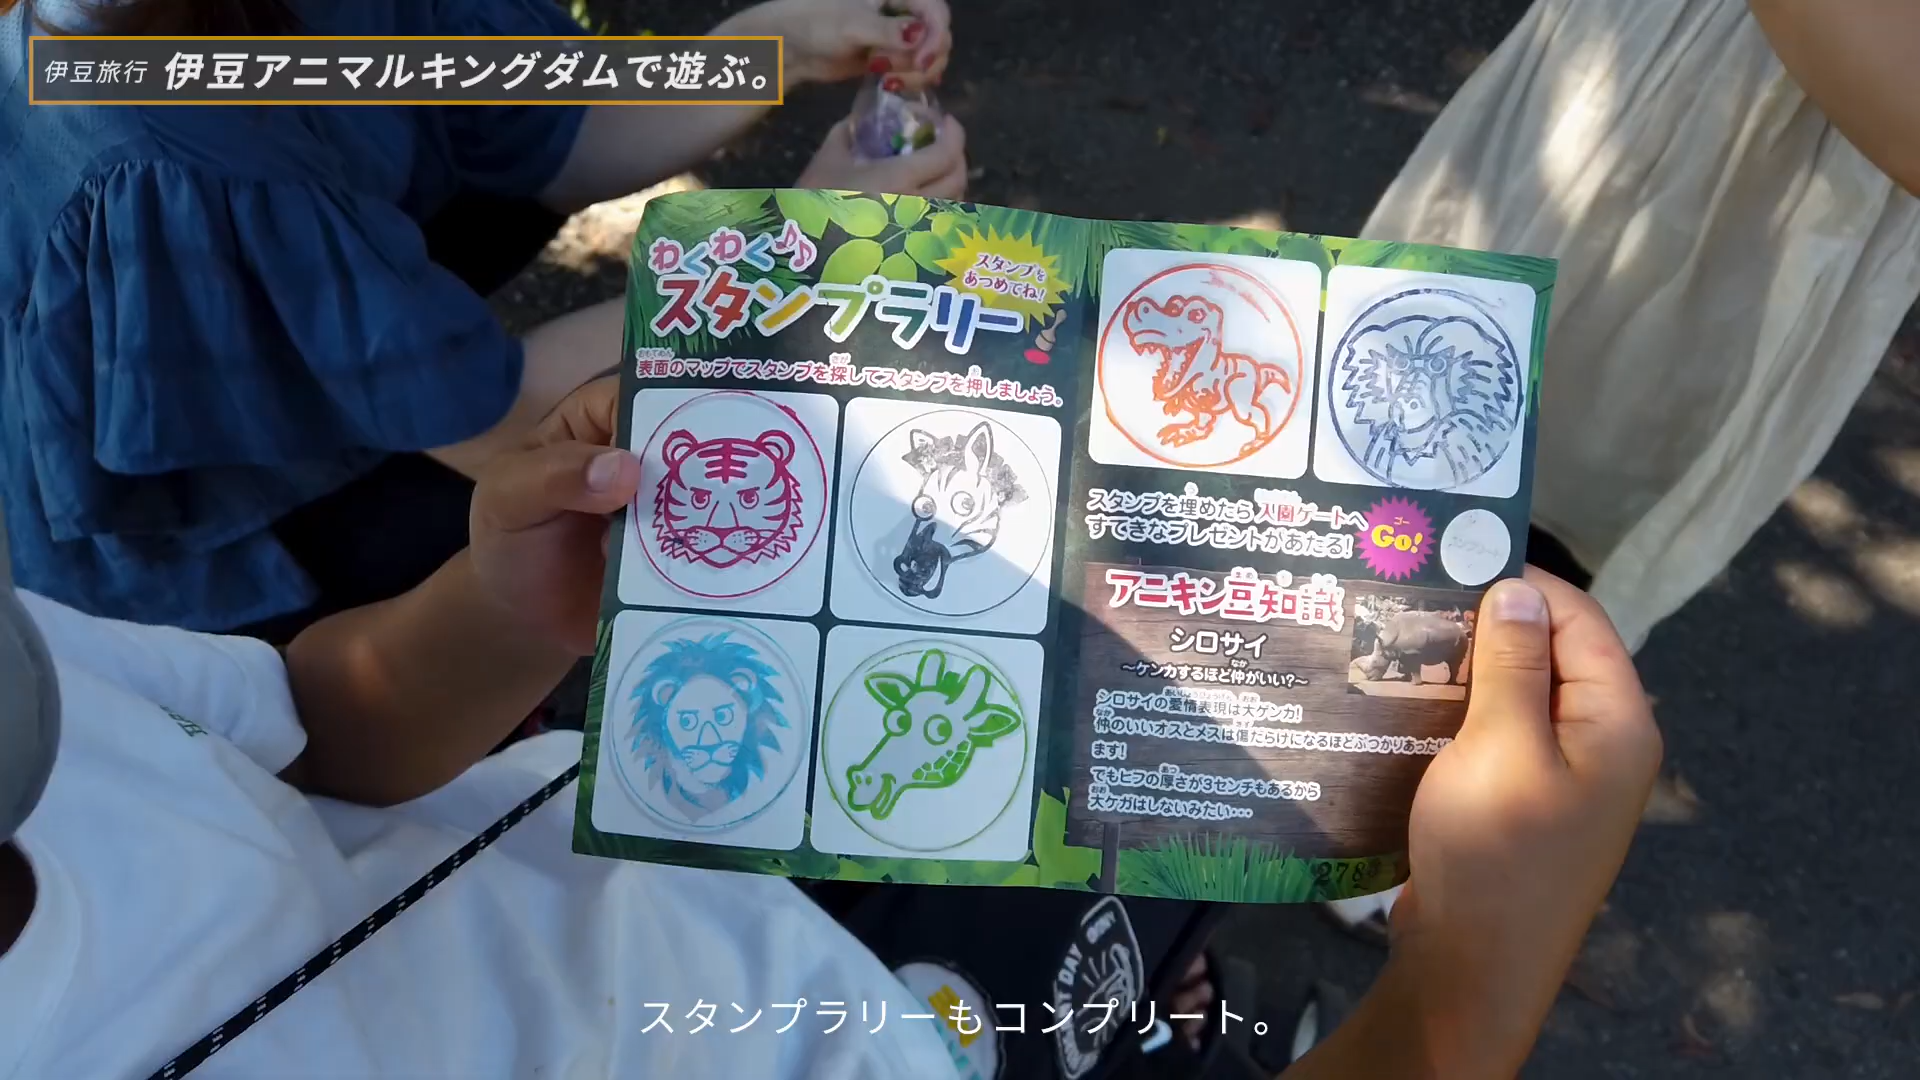 伊豆旅行 伊豆アニマルキングダムで遊ぶ。
わくわく♪♪
スタンプラリー
スタンプを
あつめてね!
表面のマップでスタンプを探してスタンプを押しましょう。
スタンプを埋めたら入園ゲートへ
すてきなプレゼントがあたる!
ゴー
Go!
アニキン豆知識
シロサイ
～ケンカするほど仲がいい?～
シロサイの愛情表現は大ゲンカ!
仲のいいオスとメスは傷だらけになるほどぶつかりあったり
ます!
でもヒフの厚さが3センチもあるから
大ケガはしないみたい…
278
スタンプラリーもコンプリート。